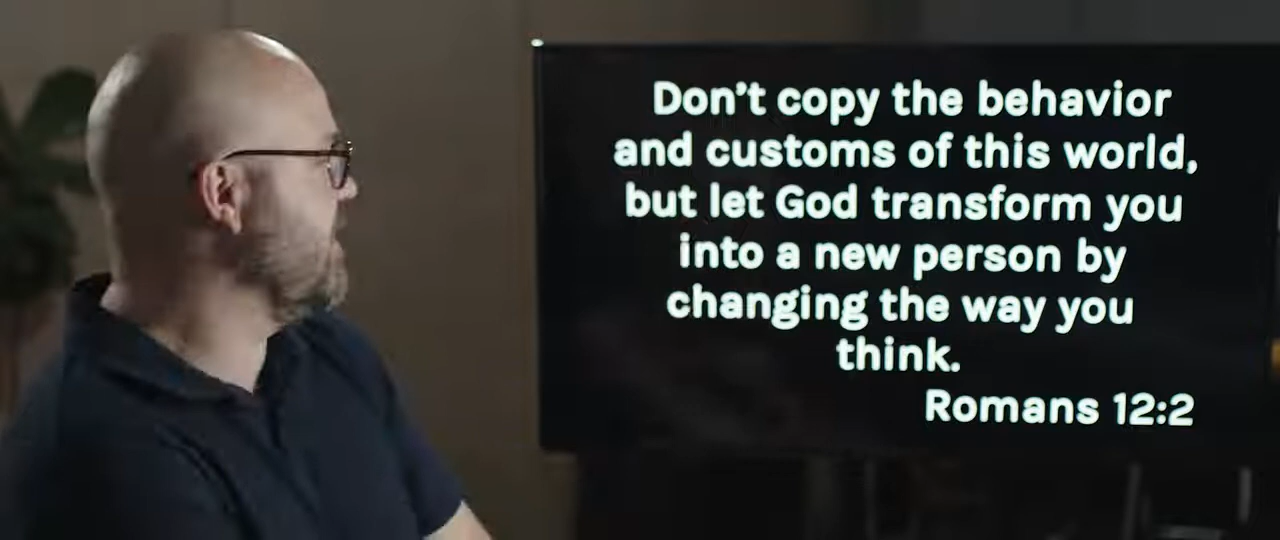 Don't copy the behavior
and customs of this world,
but let God transform you
into a new person by
changing the way you
think.
Romans 12:2